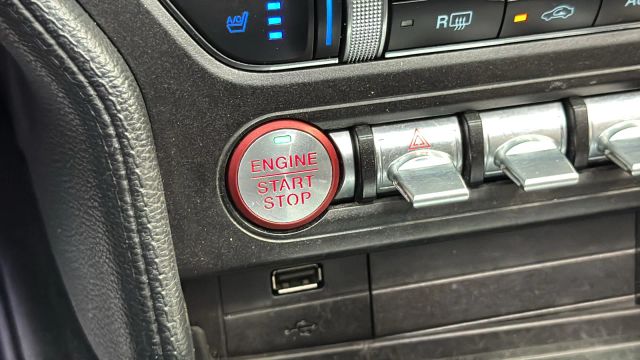 A/C
R
ENGINE
START
STOP